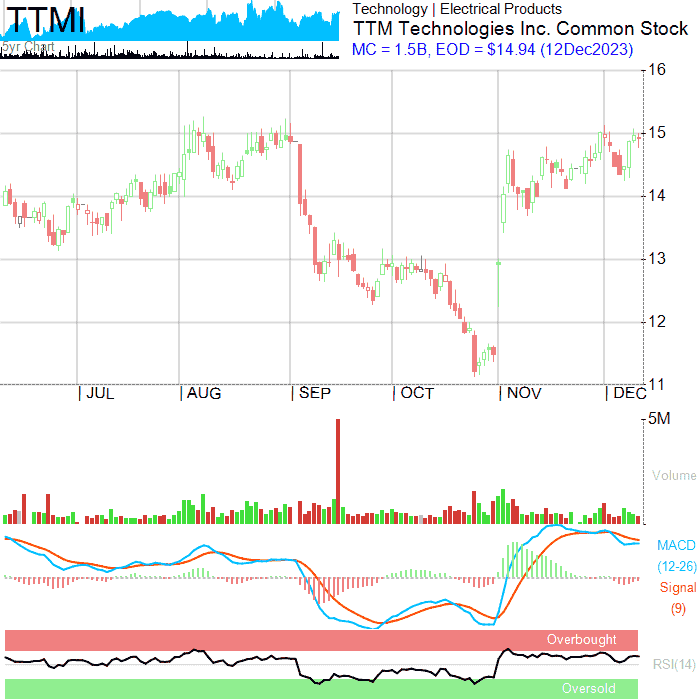 TTMI
5yr Chart
Technology | Electrical Products
TTM Technologies Inc. Common Stock
MC = 1.5B, EOD = $14.94 (12Dec2023)
16
15
14
13
12
11
JUL
AUG
SEP
OCT
NOV
DEC
5M
Volume
MACD
(12-26)
Signal
(9)
Overbought
RSI(14)
Oversold